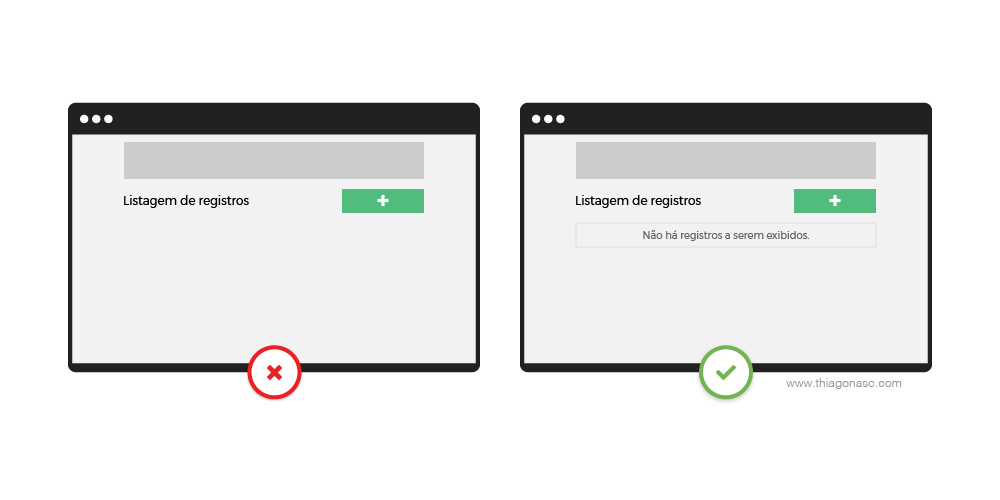 Listagem de registros
Listagem de registros
Não há registros a serem exibidos.
www.thiagonasc.com